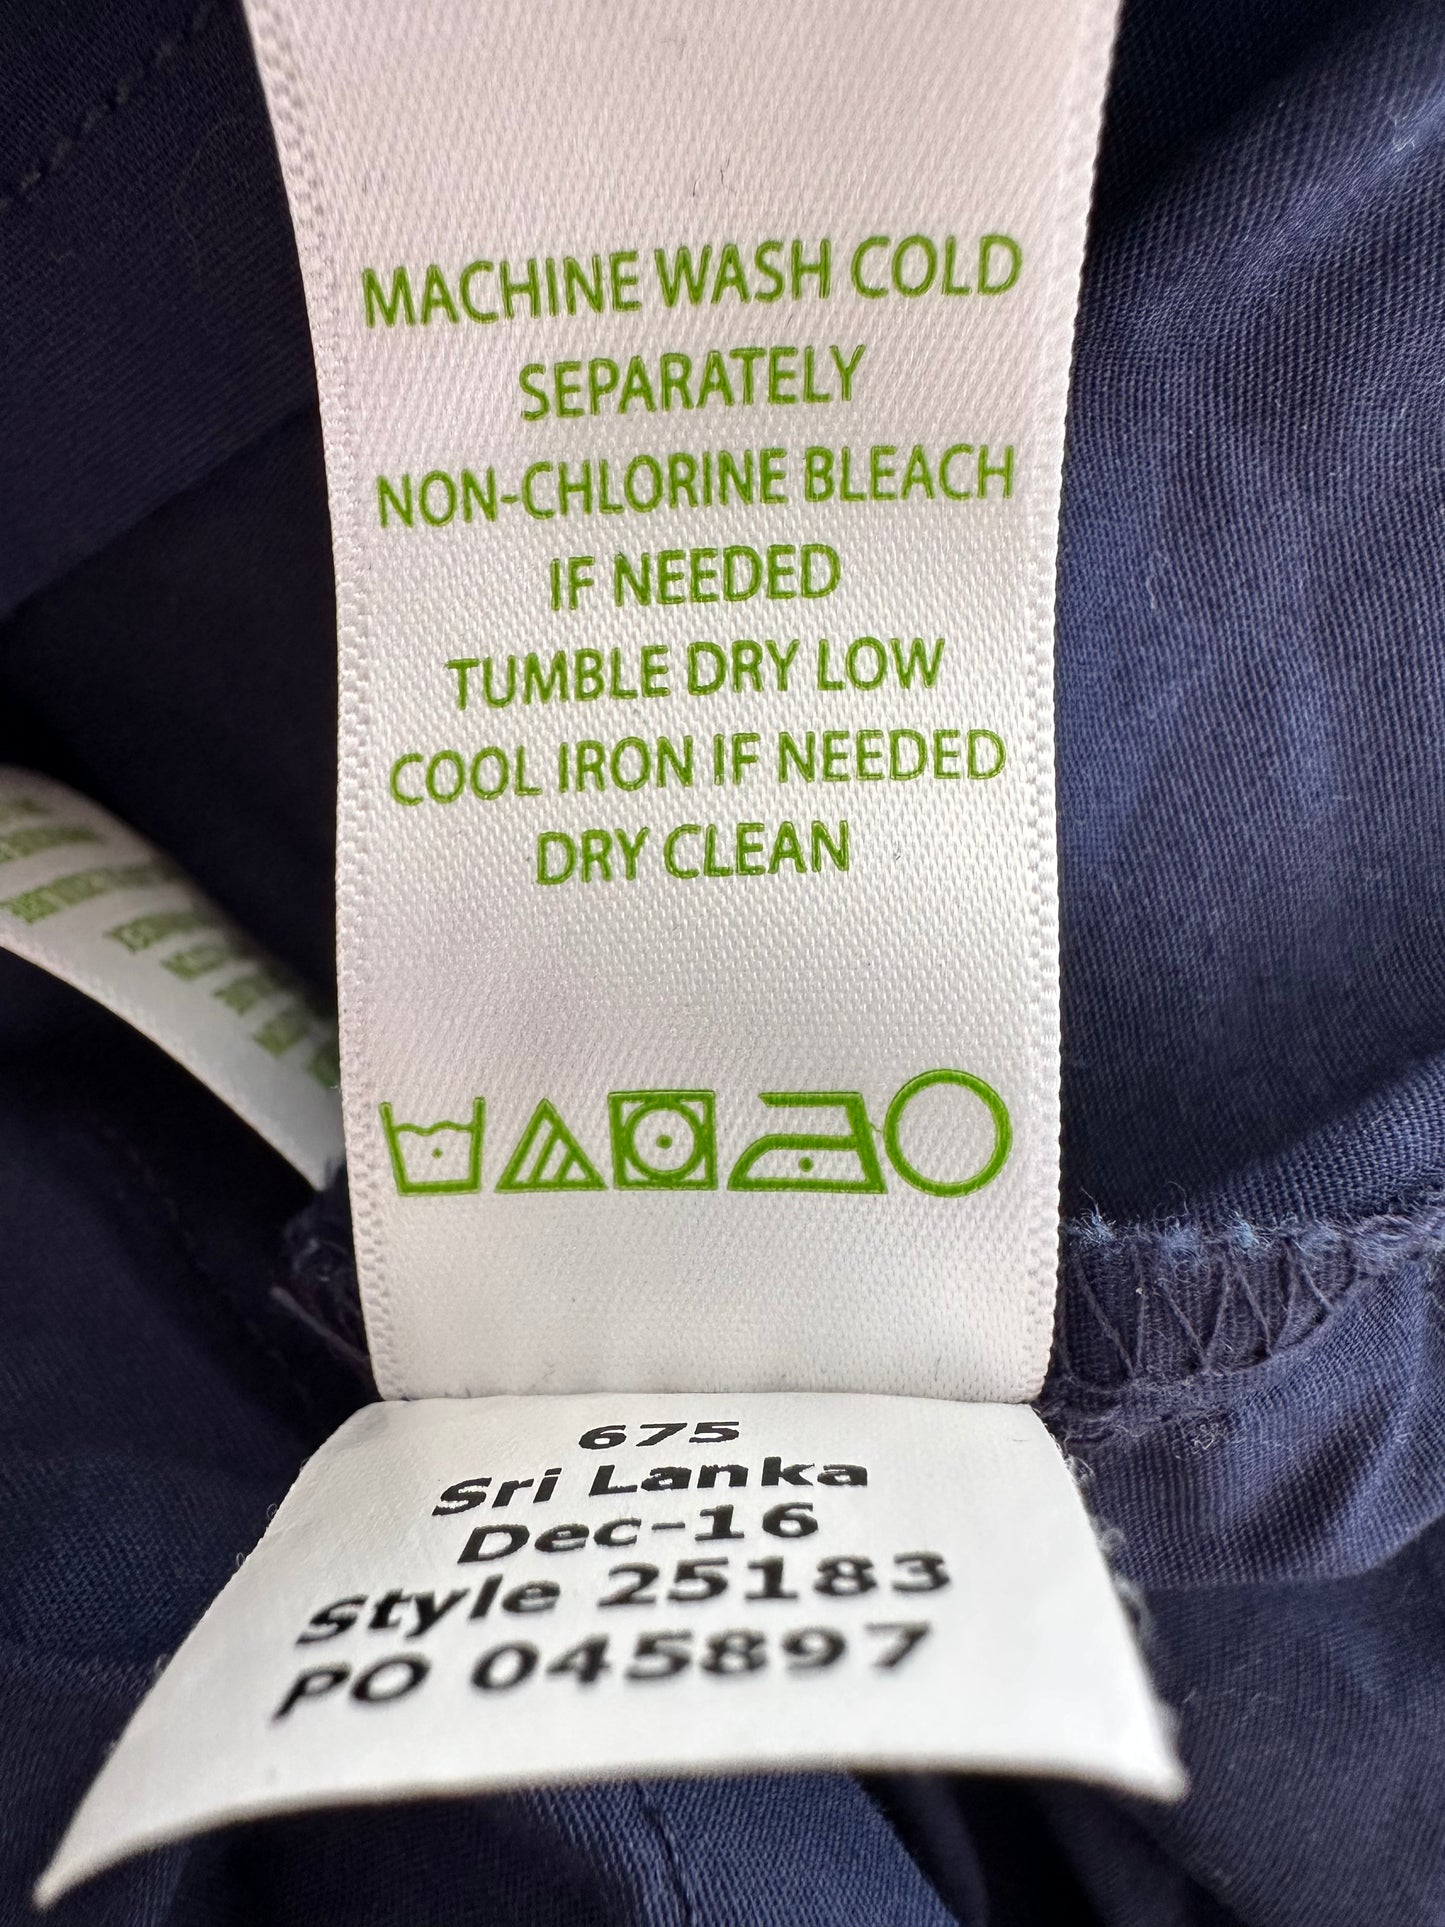 MACHINE WASH COLD
SEPARATELY
NON-CHLORINE BLEACH
IF NEEDED
TUMBLE DRY LOW
COOL IRON IF NEEDED
DRY CLEAN
675
Sri Lanka
Dec-16
Style 25183
PO 045897